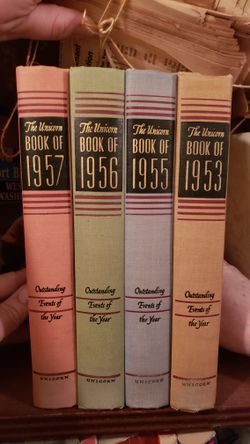 The Unicorn
BOOK OF
1957
Outstanding
Events of
the Year
UNICORN
The Unicorn
BOOK OF
1956
Outstanding
Events of
the Year
UNICORN
The Unicorn
BOOK OF
1955
Outstanding
Events of
the Year
UNICORN
The Unicorn
BOOK OF
1953
Outstanding
Events of
the Year
UNICORN